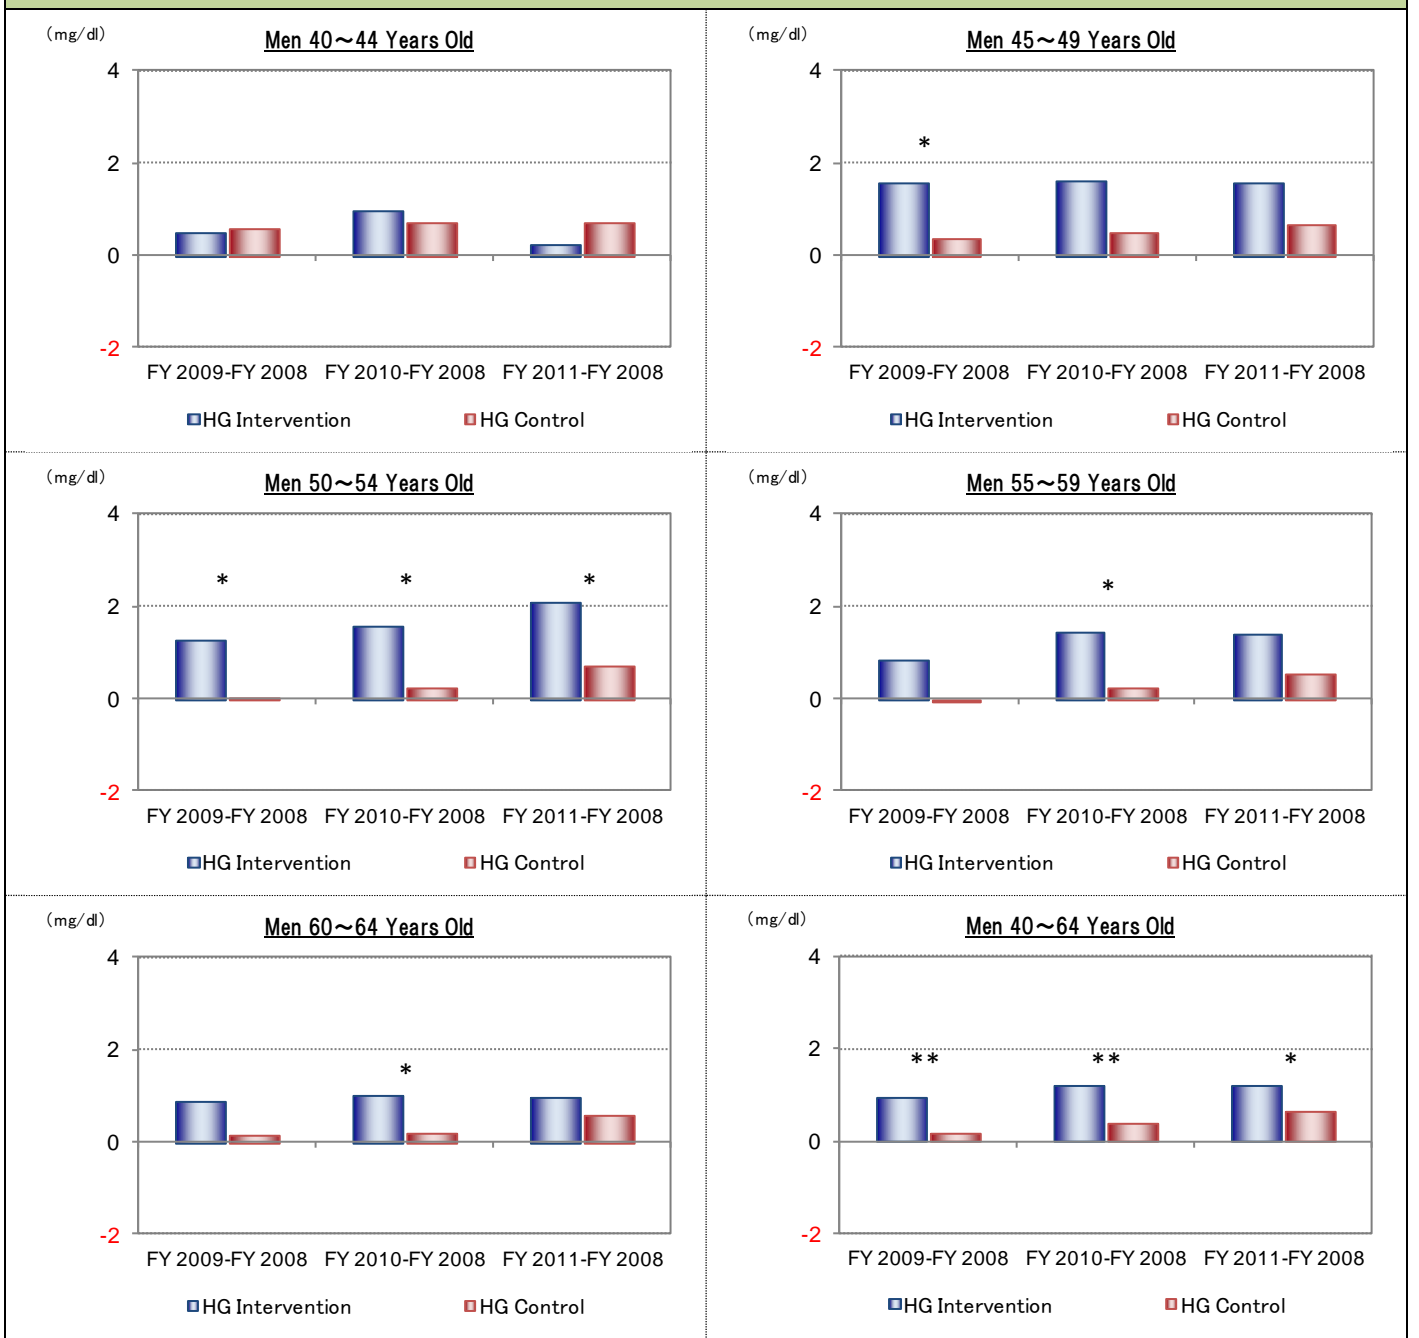 （mg/dl）
Men 40～44 Years Old
4
*
2
0
-2
FY 2009-FY 2008 FY 2010-FY 2008 FY 2011-FY 2008
HG Intervention HG Control
（mg/dl）
Men 45～49 Years Old
4
*
2
0
-2
FY 2009-FY 2008 FY 2010-FY 2008 FY 2011-FY 2008
HG Intervention HG Control
（mg/dl）
Men 50～54 Years Old
4
* * *
2
0
-2
FY 2009-FY 2008 FY 2010-FY 2008 FY 2011-FY 2008
HG Intervention HG Control
（mg/dl）
Men 55～59 Years Old
4
*
2
0
-2
FY 2009-FY 2008 FY 2010-FY 2008 FY 2011-FY 2008
HG Intervention HG Control
（mg/dl）
Men 60～64 Years Old
4
2
*
0
-2
FY 2009-FY 2008 FY 2010-FY 2008 FY 2011-FY 2008
HG Intervention HG Control
（mg/dl）
Men 40～64 Years Old
4
2
** ** *
0
-2
FY 2009-FY 2008 FY 2010-FY 2008 FY 2011-FY 2008
HG Intervention HG Control